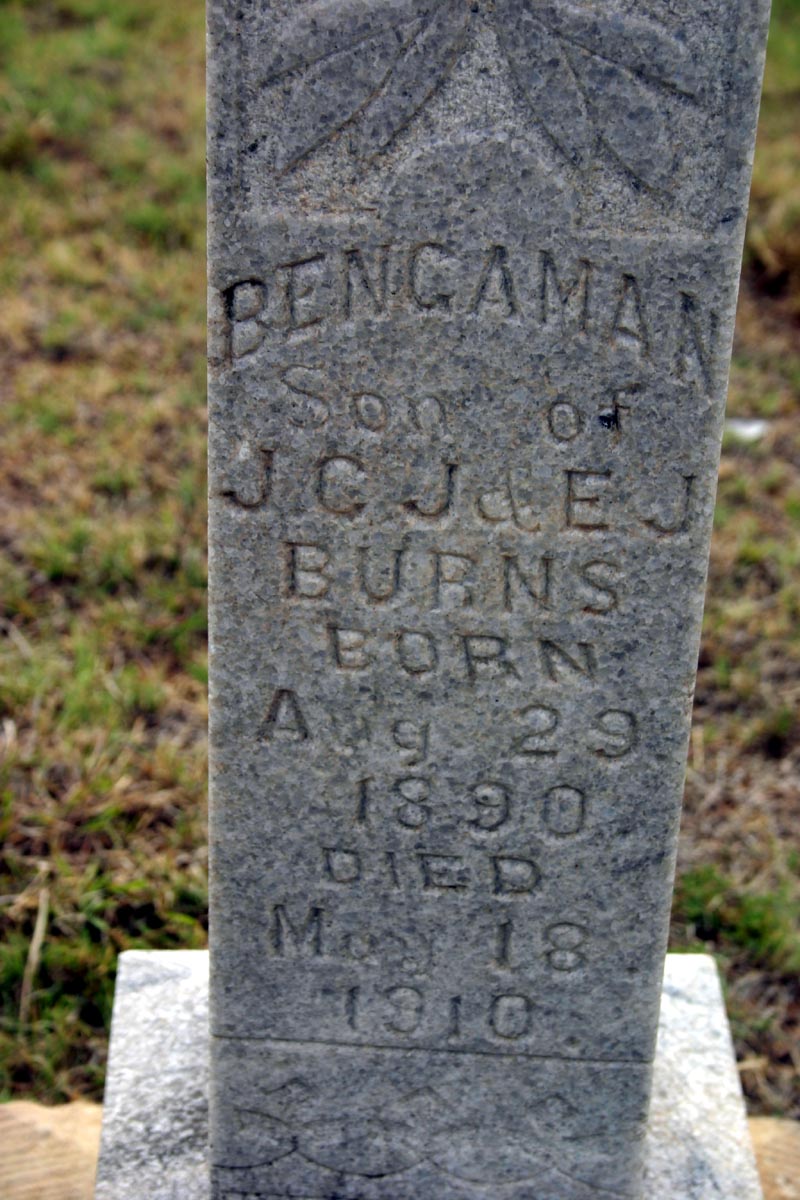 BENGAMAN
Son of
J C J & E J
BURNS
BORN
Aug 29
1890
DIED
May 18
1910